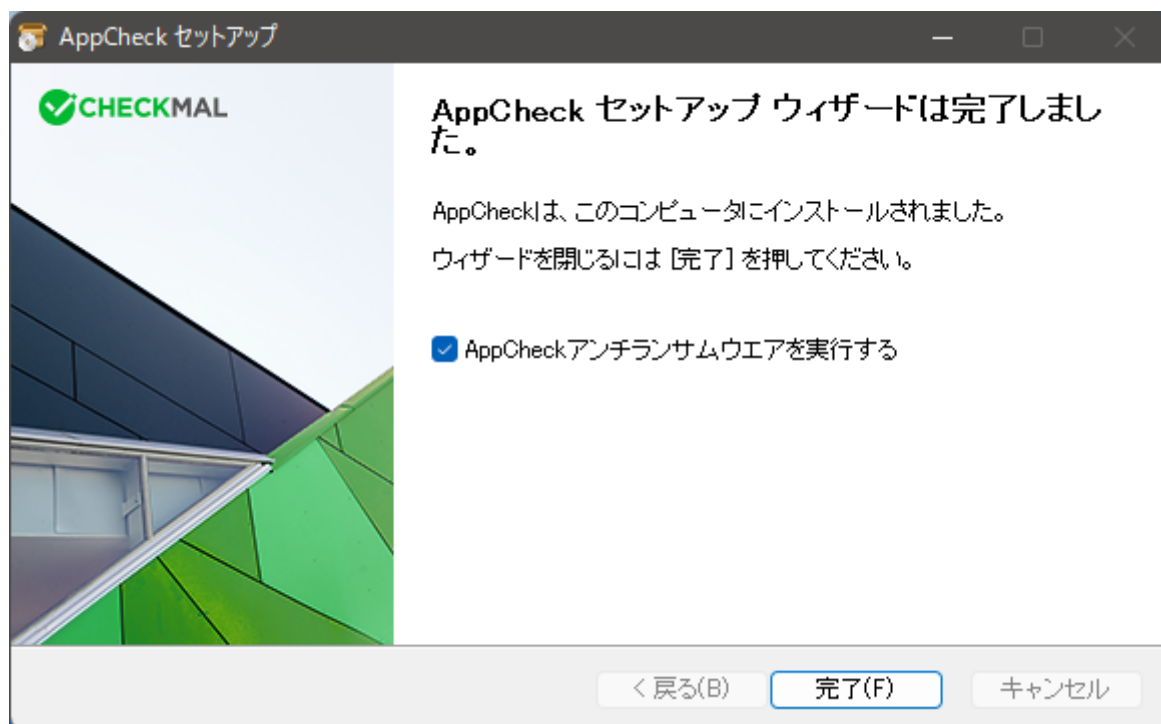 AppCheck セットアップ
CHECKMAL
AppCheck セットアップ ウィザードは完了しまし
た。
AppCheckは、このコンピュータにインストールされました。
ウィザードを閉じるには [完了] を押してください。
AppCheckアンチランサムウエアを実行する
< 戻る(B)
完了(F)
キャンセル